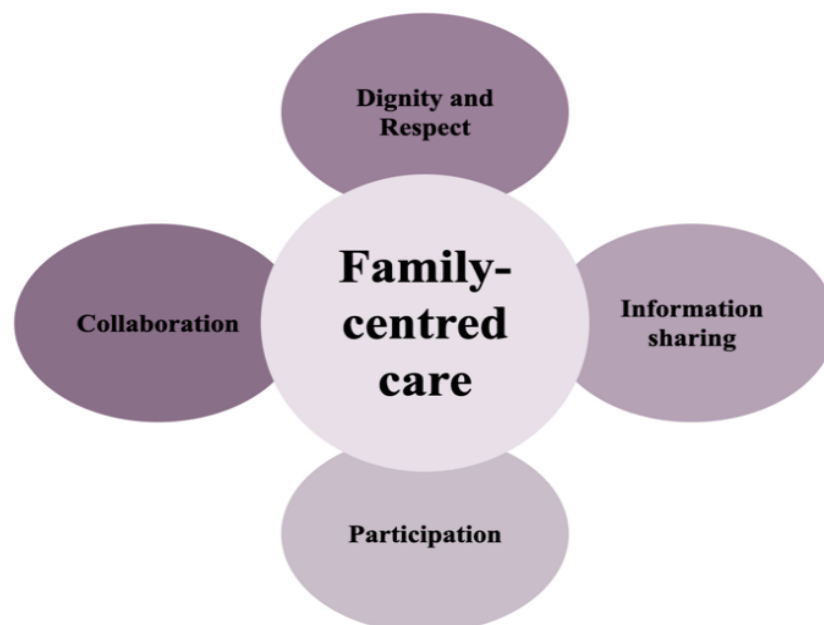 Dignity and
Respect
Family-
centred
care
Collaboration
Information
sharing
Participation